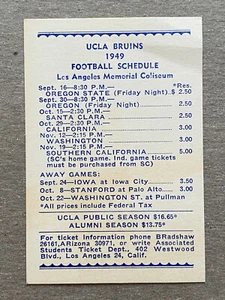 UCLA BRUINS
1949
FOOTBALL SCHEDULE
Los Angeles Memorial Coliseum
Sept. 16—8:30 P.M.— *Res.
OREGON STATE (Friday Night) $ 2.50
Sept. 30—8:30 P.M.—
OREGON (Friday Night) 2.50
Oct. 15—2:30 P.M.—
SANTA CLARA 2.50
Oct. 29—2:30 P.M.—
CALIFORNIA 3.00
Nov. 12—2:15 P.M.—
WASHINGTON 3.00
Nov. 19—2:15 P.M.—
SOUTHERN CALIFORNIA 5.00
(SC's home game. Ind. game tickets
must be purchased from SC)
AWAY GAMES:
Sept. 24—IOWA at Iowa City 3.50
Oct. 8—STANFORD at Palo Alto 3.00
Oct. 22—WASHINGTON ST. at Pullman
*All prices include Federal Tax
UCLA PUBLIC SEASON $16.65*
ALUMNI SEASON $13.75*
For ticket information phone BRadshaw
26161, ARizona 30971, or write Associated
Students Ticket Dept., 402 Westwood
Blvd., Los Angeles 24, Calif.